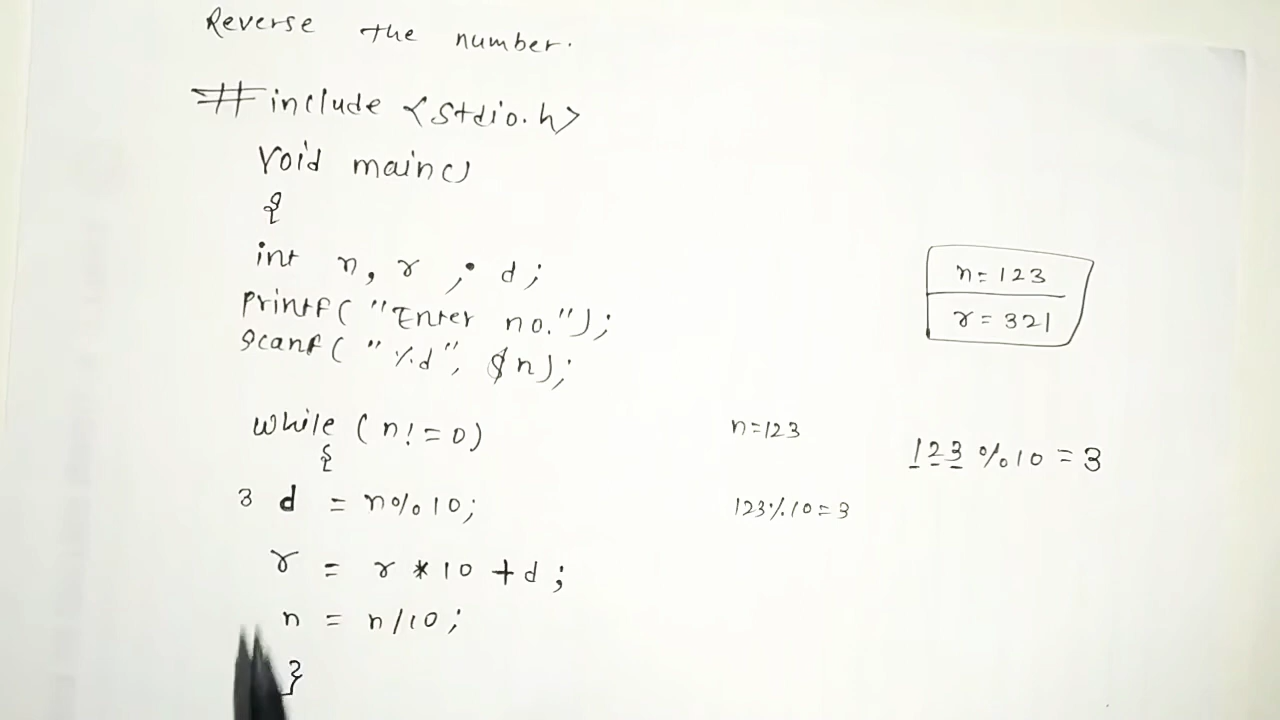 Reverse the number.
#include <stdio.h>
void main()
{
int n, r , d;
printf( "Enter no.");
scanf( "%d", &n);
while (n!=0)
{
3 d = n%10;
r = r*10+d;
n = n/10;
}
n=123
r=321
n=123
123%10=3
123%10=3